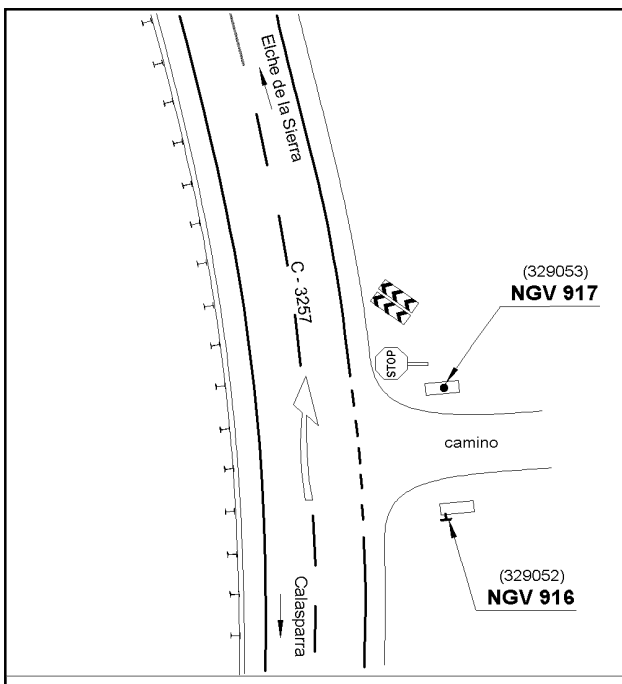 Elche de la Sierra
C - 3257
(329053)
NGV 917
STOP
camino
(329052)
NGV 916
Calasparra